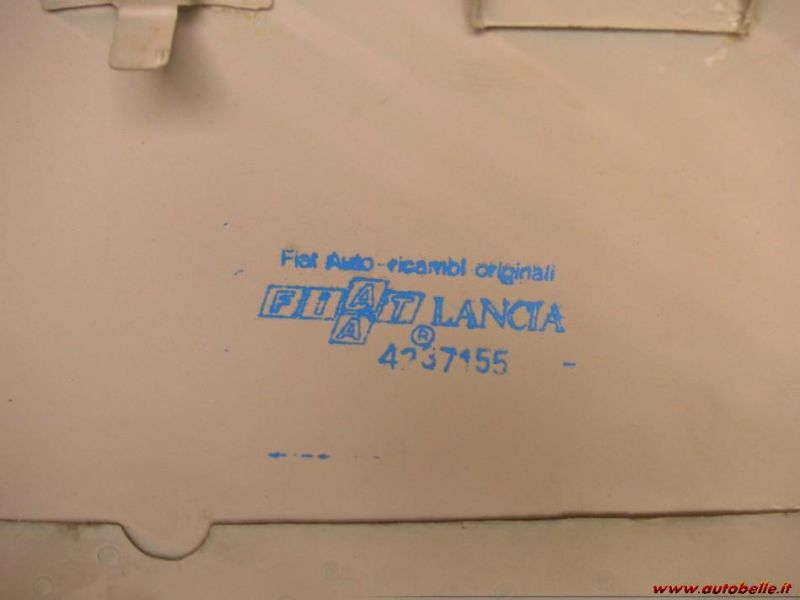 Fiat Auto - ricambi originali
FIAT LANCIA
A ®
4237155
www.autobelle.it